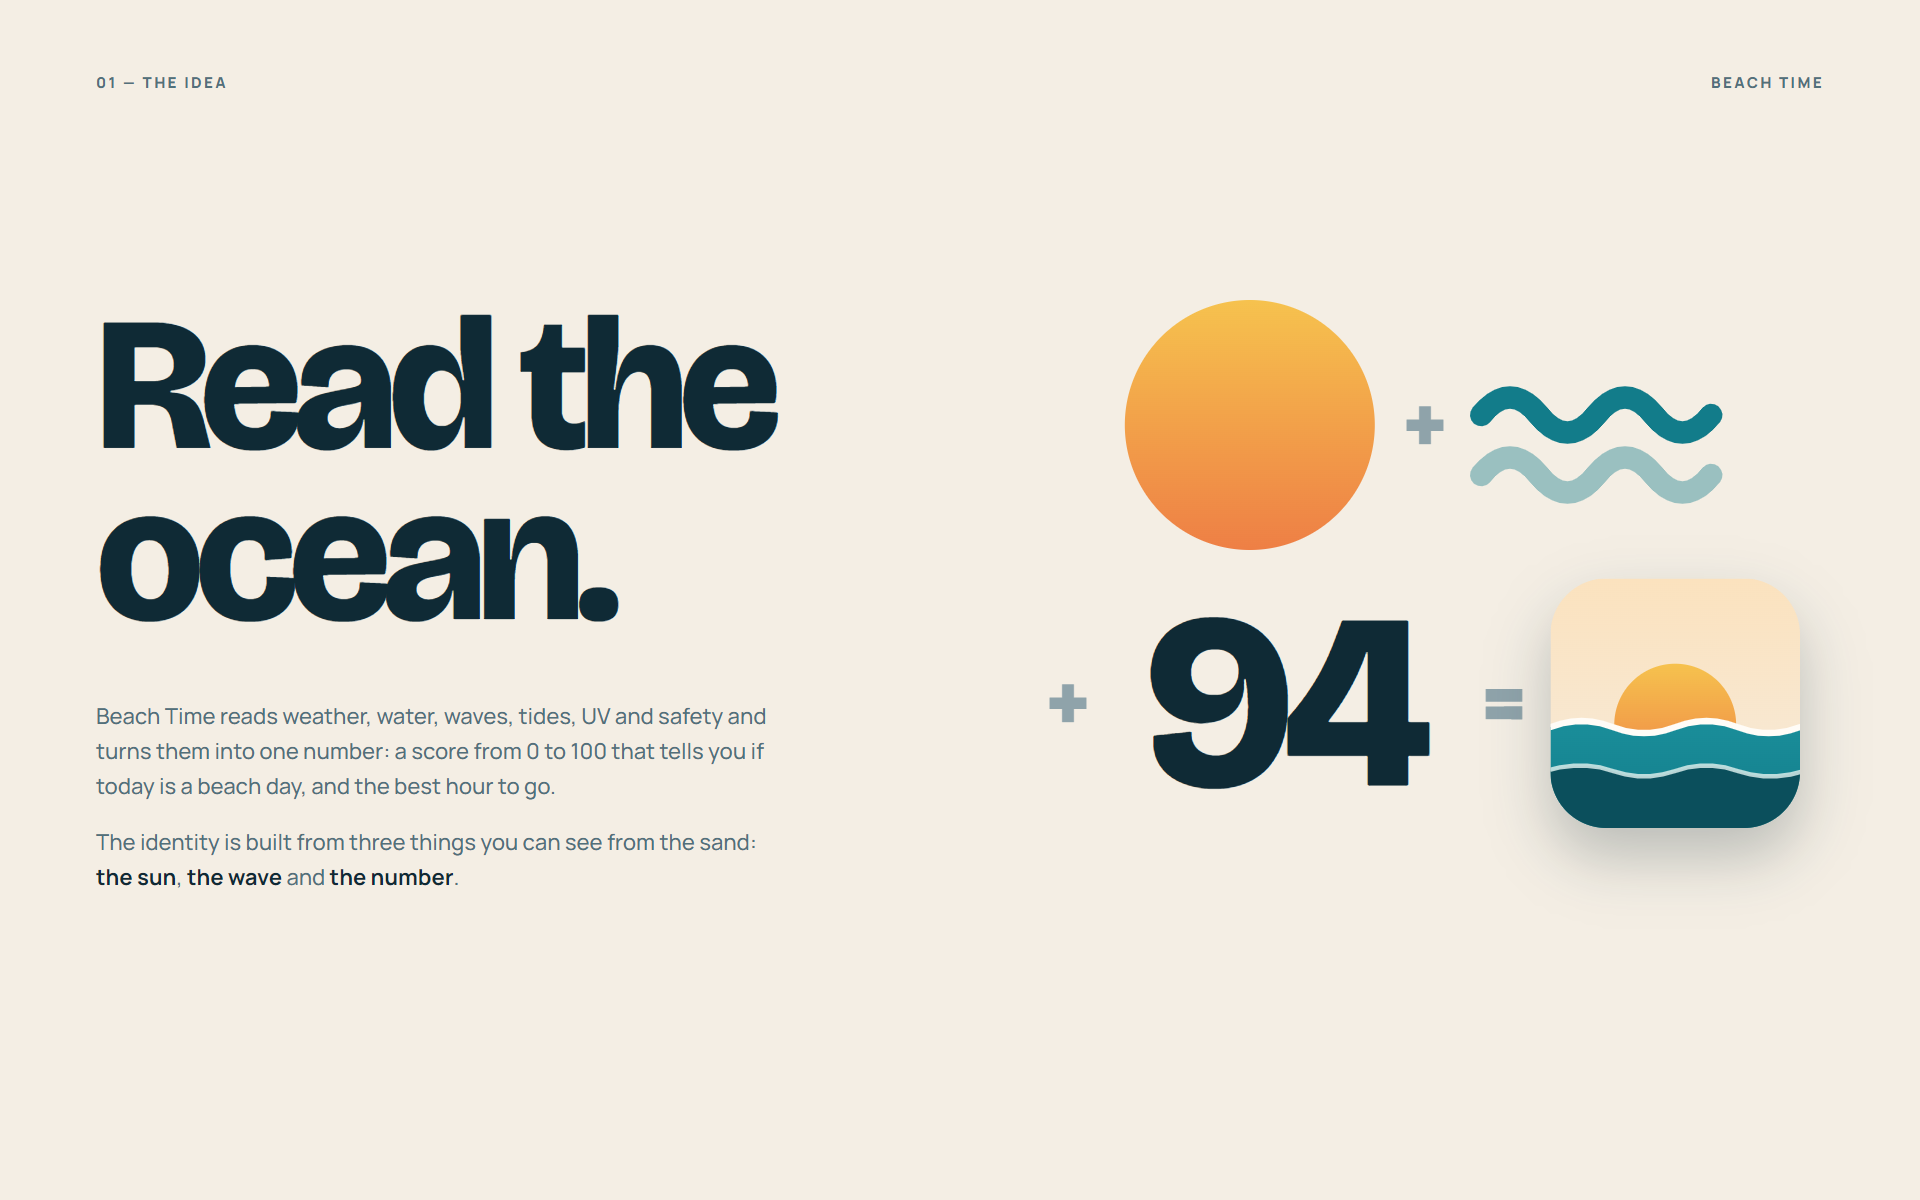 01 — THE IDEA
BEACH TIME
Read the
ocean.
Beach Time reads weather, water, waves, tides, UV and safety and
turns them into one number: a score from 0 to 100 that tells you if
today is a beach day, and the best hour to go.
The identity is built from three things you can see from the sand:
the sun, the wave and the number.
+
+ 94 =